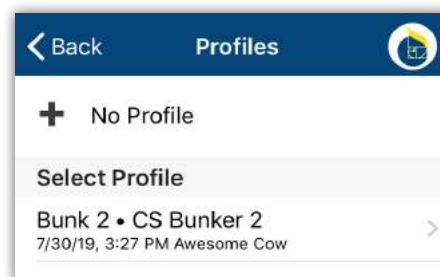 Back
Profiles
No Profile
Select Profile
Bunk 2 • CS Bunker 2
7/30/19, 3:27 PM Awesome Cow